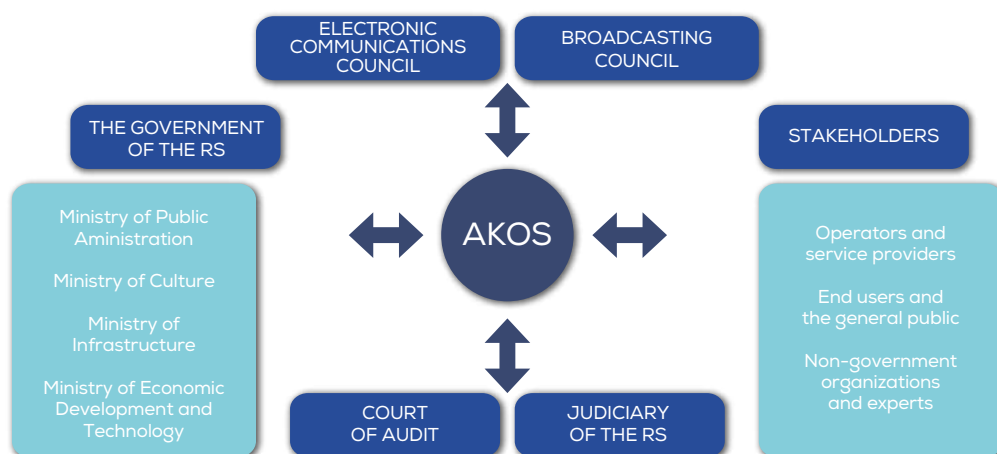 ELECTRONIC
COMMUNICATIONS
COUNCIL
BROADCASTING
COUNCIL
THE GOVERNMENT
OF THE RS
STAKEHOLDERS
Ministry of Public
Aministration
Ministry of Culture
Ministry of
Infrastructure
Ministry of Economic
Development and
Technology
AKOS
Operators and
service providers
End users and
the general public
Non-government
organizations
and experts
COURT
OF AUDIT
JUDICIARY
OF THE RS